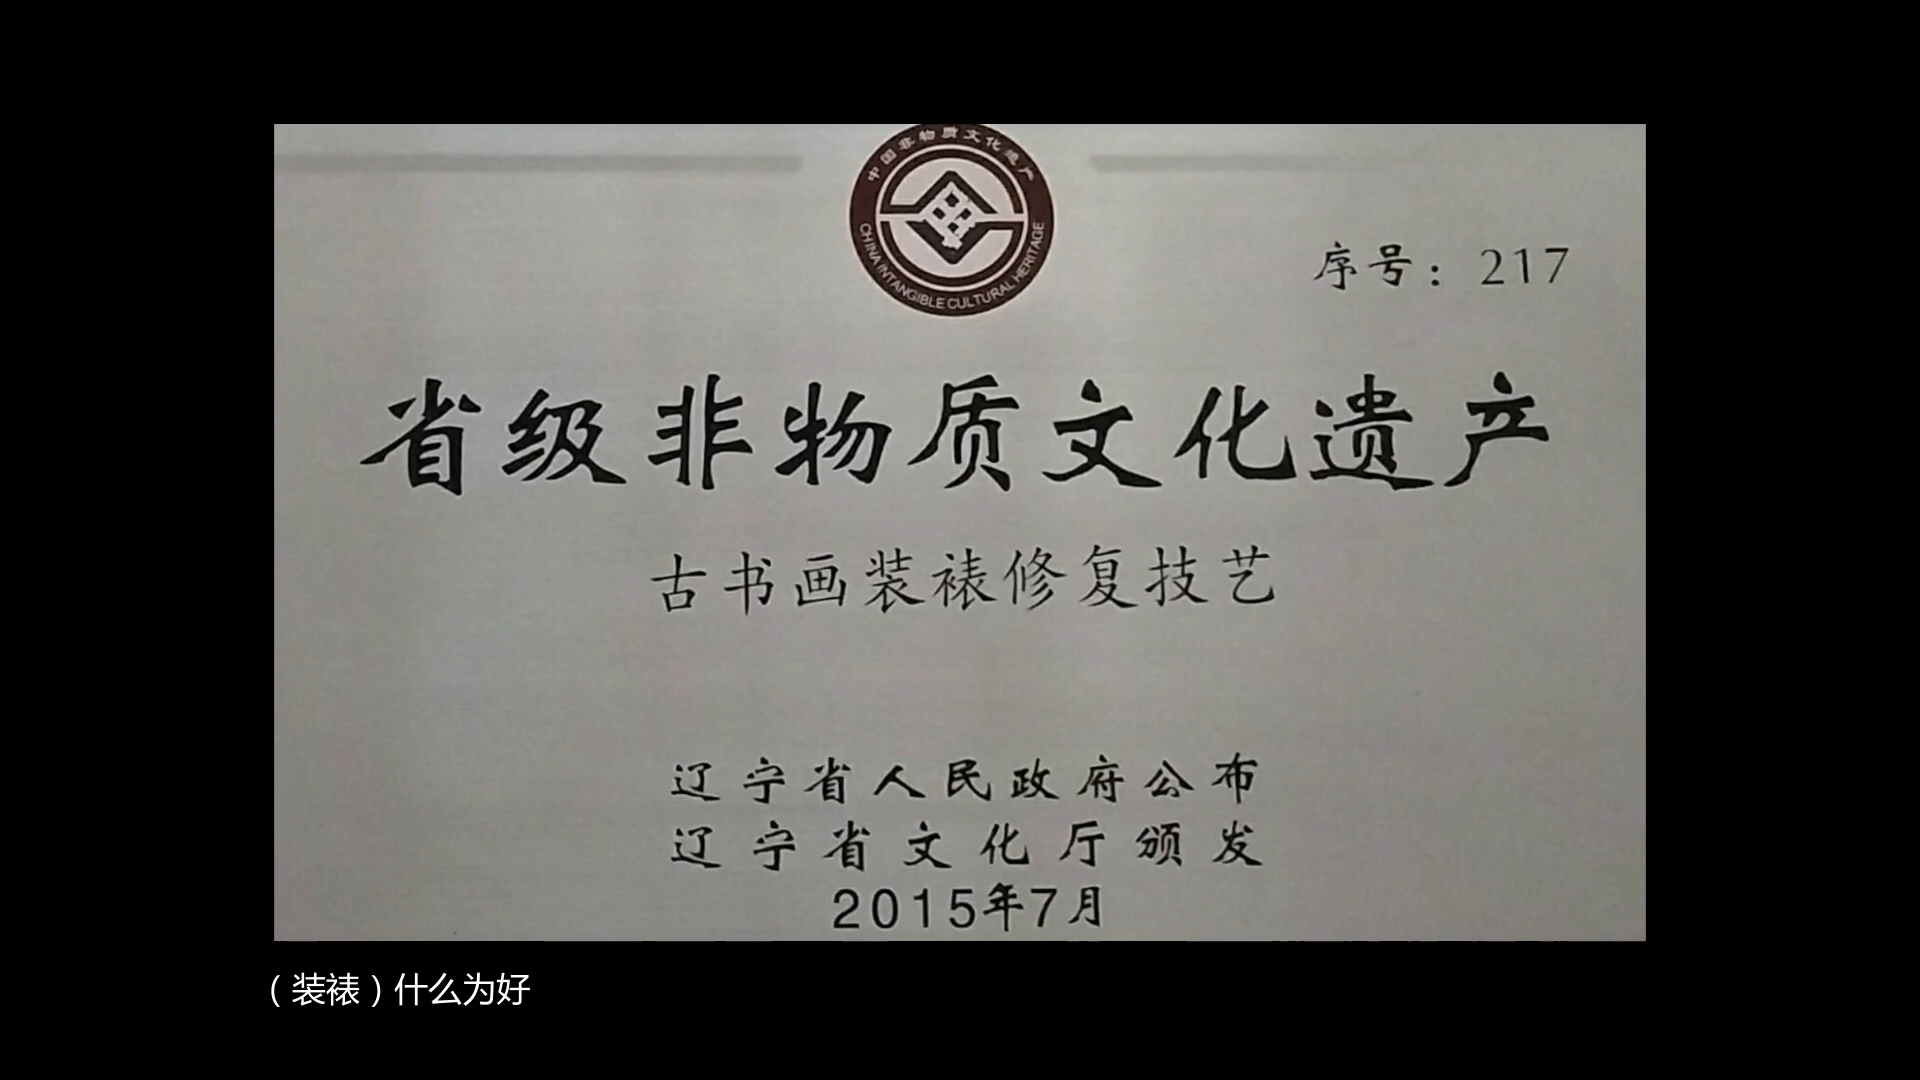 中国非物质文化遗产
CHINA INTANGIBLE CULTURAL HERITAGE
序号：217
省级非物质文化遗产
古书画装裱修复技艺
辽宁省人民政府公布
辽宁省文化厅颁发
2015年7月
（装裱）什么为好